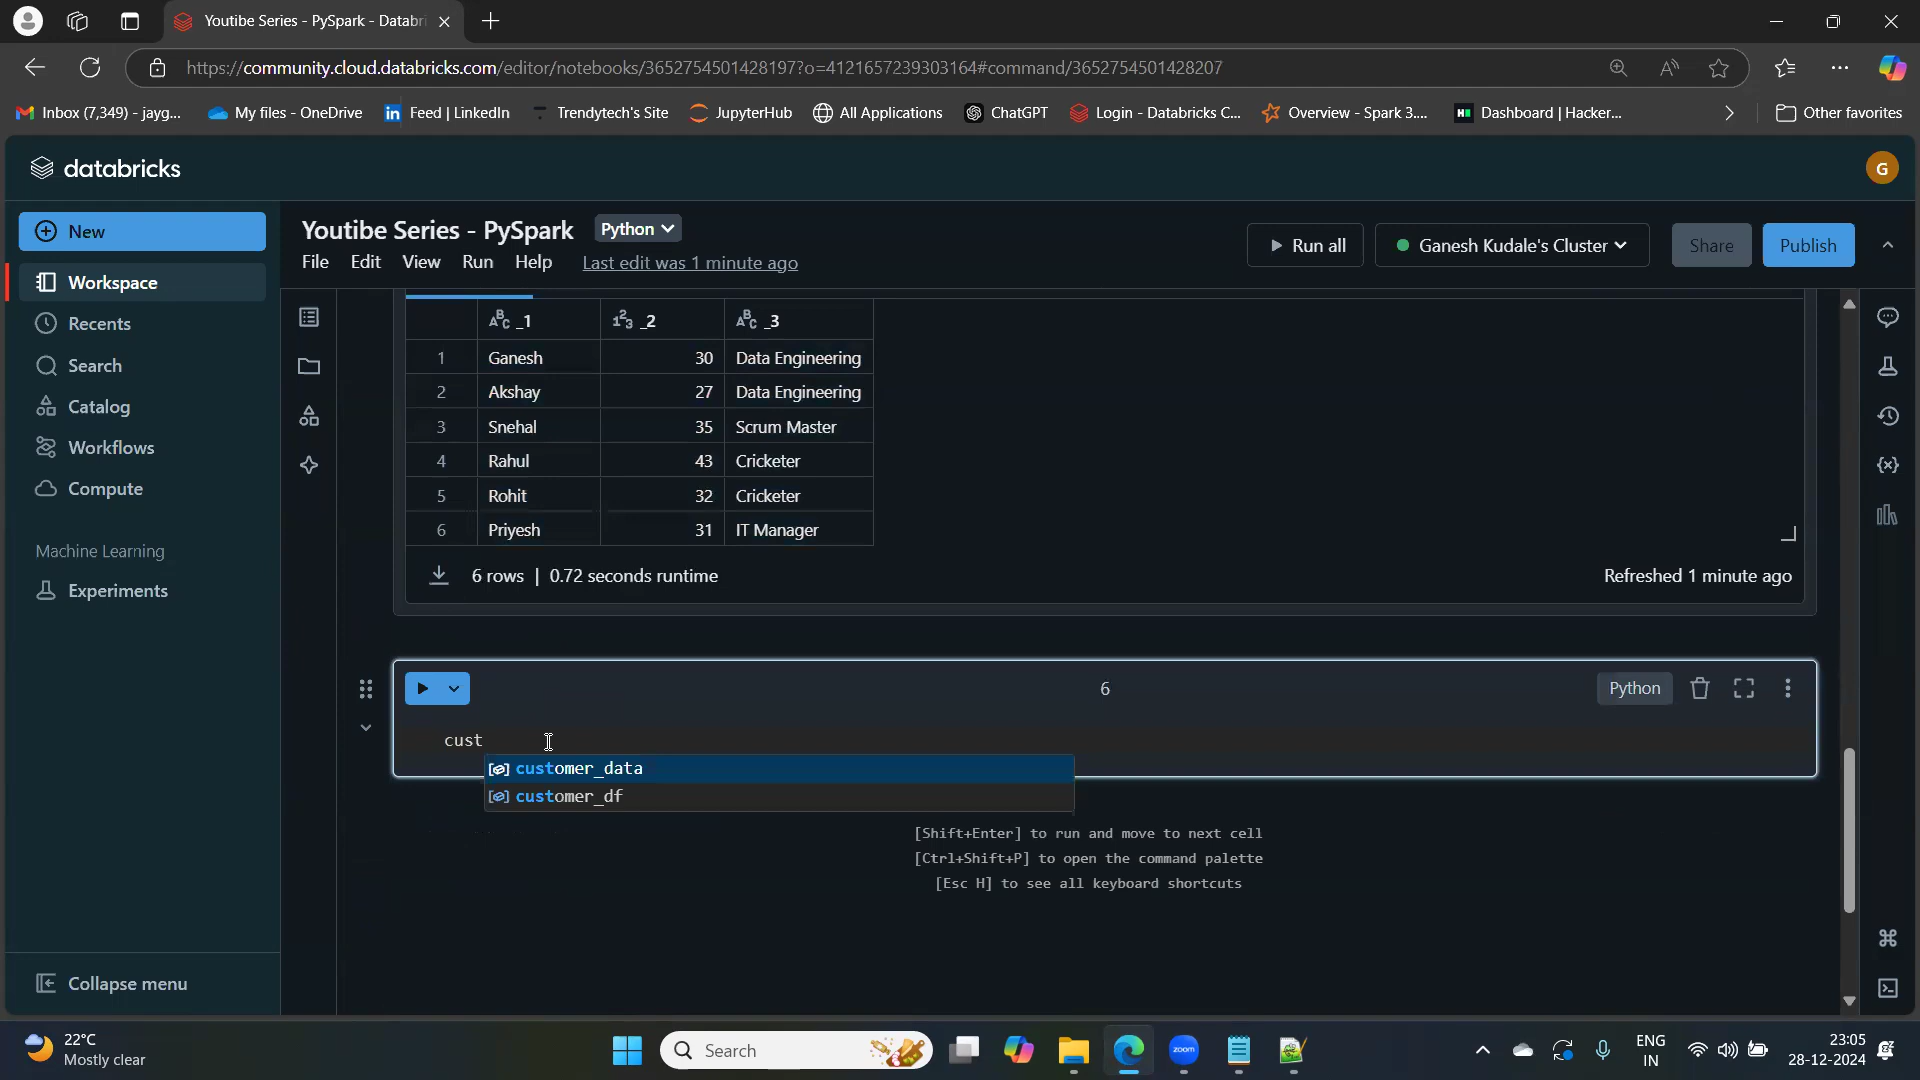 Youtibe Series - PySpark - Databri
https://community.cloud.databricks.com/editor/notebooks/3652754501428197?o=4121657239303164#command/3652754501428207
Inbox (7,349) - jayg... My files - OneDrive Feed | LinkedIn Trendytech's Site JupyterHub All Applications ChatGPT Login - Databricks C... Overview - Spark 3.... Dashboard | Hacker... Other favorites
databricks G
New
Workspace
Recents
Search
Catalog
Workflows
Compute
Machine Learning
Experiments
Collapse menu
Youtibe Series - PySpark Python
File Edit View Run Help Last edit was 1 minute ago
Run all Ganesh Kudale's Cluster Share Publish
ABC _1 123 _2 ABC _3
1 Ganesh 30 Data Engineering
2 Akshay 27 Data Engineering
3 Snehal 35 Scrum Master
4 Rahul 43 Cricketer
5 Rohit 32 Cricketer
6 Priyesh 31 IT Manager
6 rows | 0.72 seconds runtime Refreshed 1 minute ago
6 Python
cust
customer_data
customer_df
[Shift+Enter] to run and move to next cell
[Ctrl+Shift+P] to open the command palette
[Esc H] to see all keyboard shortcuts
22°C
Mostly clear
Search
zoom
ENG
IN
23:05
28-12-2024